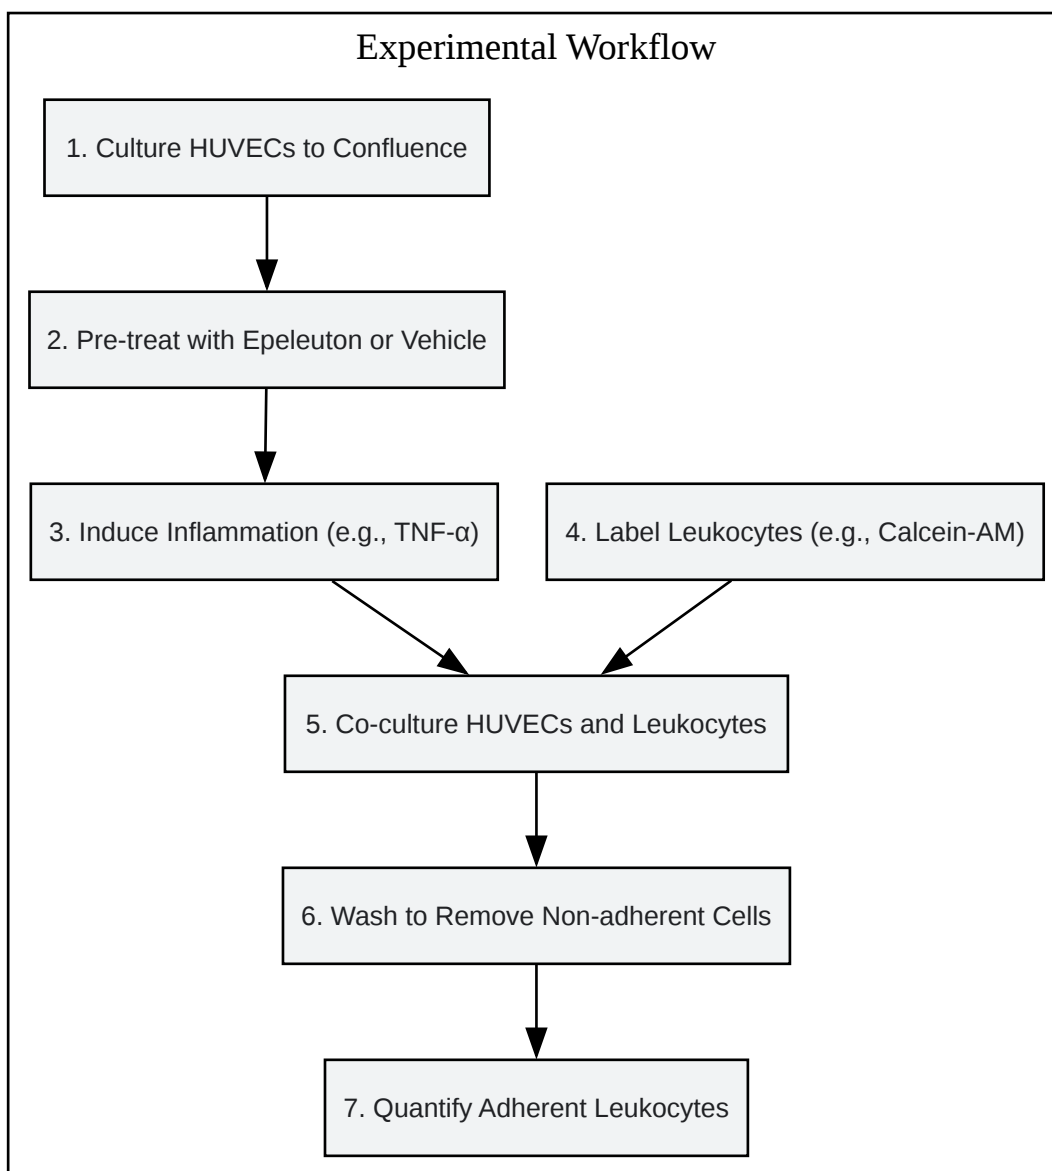 Experimental Workflow
1. Culture HUVECs to Confluence
2. Pre-treat with Epeleuton or Vehicle
3. Induce Inflammation (e.g., TNF-α)
4. Label Leukocytes (e.g., Calcein-AM)
5. Co-culture HUVECs and Leukocytes
6. Wash to Remove Non-adherent Cells
7. Quantify Adherent Leukocytes